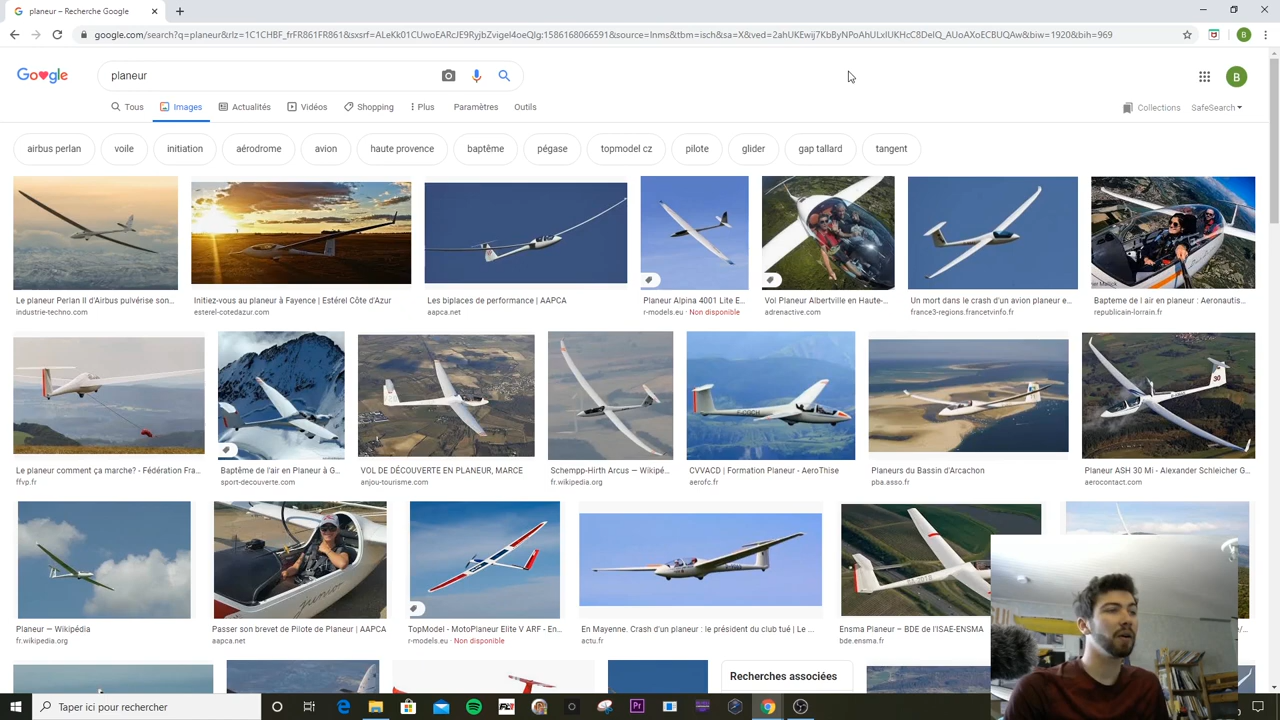 planeur – Recherche Google
google.com/search?q=planeur&rlz=1C1CHBF_frFR861FR861&sxsrf=ALeKk01CUwoEARcJE9RyjbZvigeI4oeQJg:1586168066591&source=lnms&tbm=isch&sa=X&ved=2ahUKEwij7KbByNPoAhULxIUKHcC8DeIQ_AUoAXoECBUQAw&biw=1920&bih=969
B
planeur
B
Tous Images Actualités Vidéos Shopping Plus Paramètres Outils
Collections SafeSearch
airbus perlan voile initiation aérodrome avion haute provence baptême pégase topmodel cz pilote glider gap tallard tangent
Le planeur Perlan II d'Airbus pulvérise son...
industrie-techno.com
Initiez-vous au planeur à Fayence | Estérel Côte d'Azur
esterel-cotedazur.com
Les biplaces de performance | AAPCA
aapca.net
Planeur Alpina 4001 Lite E...
r-models.eu · Non disponible
Vol Planeur Albertville en Haute-...
adrenactive.com
Un mort dans le crash d'un avion planeur e...
france3-regions.francetvinfo.fr
Bapteme de l air en planeur : Aeronautis...
republicain-lorrain.fr
Le planeur comment ça marche? - Fédération Fra...
ffvp.fr
Baptême de l'air en Planeur à G...
sport-decouverte.com
VOL DE DÉCOUVERTE EN PLANEUR, MARCE
anjou-tourisme.com
Schempp-Hirth Arcus — Wikipé...
fr.wikipedia.org
CVVACD | Formation Planeur - AeroThise
aerofc.fr
Planeurs du Bassin d'Arcachon
pba.asso.fr
30
Planeur ASH 30 Mi - Alexander Schleicher G...
aerocontact.com
Planeur — Wikipédia
fr.wikipedia.org
junior
Passer son brevet de Pilote de Planeur | AAPCA
aapca.net
TopModel - MotoPlaneur Elite V ARF - En...
r-models.eu · Non disponible
En Mayenne. Crash d'un planeur : le président du club tué | Le ...
actu.fr
Ensma Planeur – BDE de l'ISAE-ENSMA
bde.ensma.fr
Recherches associées
Taper ici pour rechercher